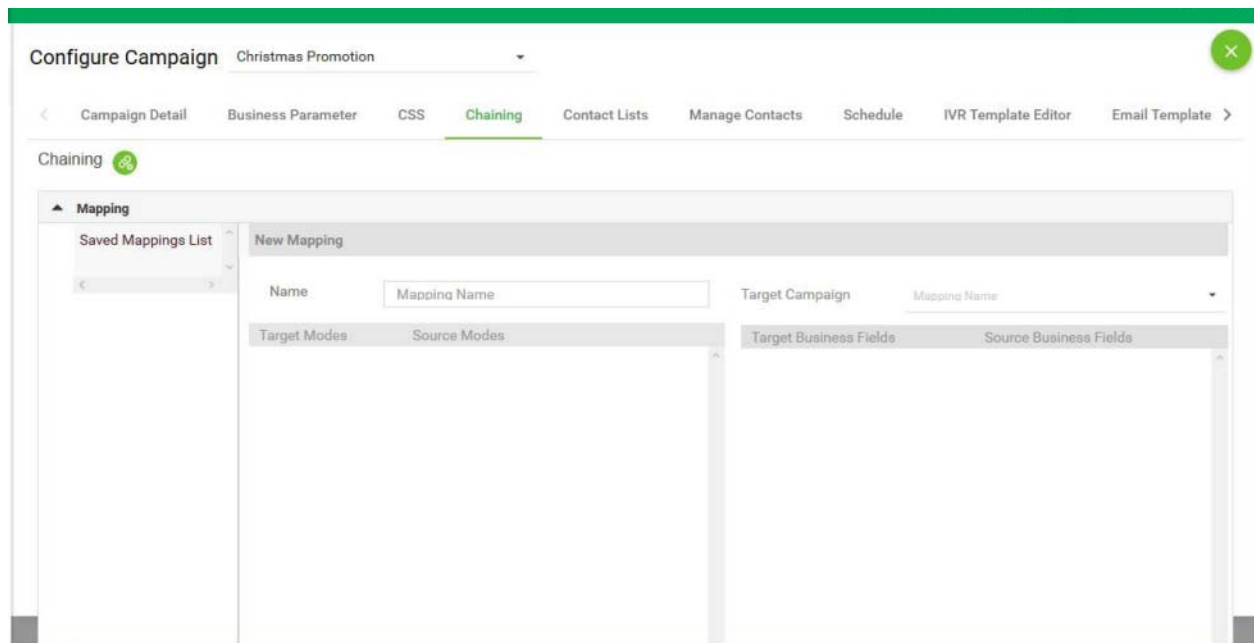 Configure Campaign Christmas Promotion
Campaign Detail Business Parameter CSS Chaining Contact Lists Manage Contacts Schedule IVR Template Editor Email Template
Chaining
Mapping
Saved Mappings List New Mapping
Name Mapping Name Target Campaign Mapping Name
Target Modes Source Modes Target Business Fields Source Business Fields